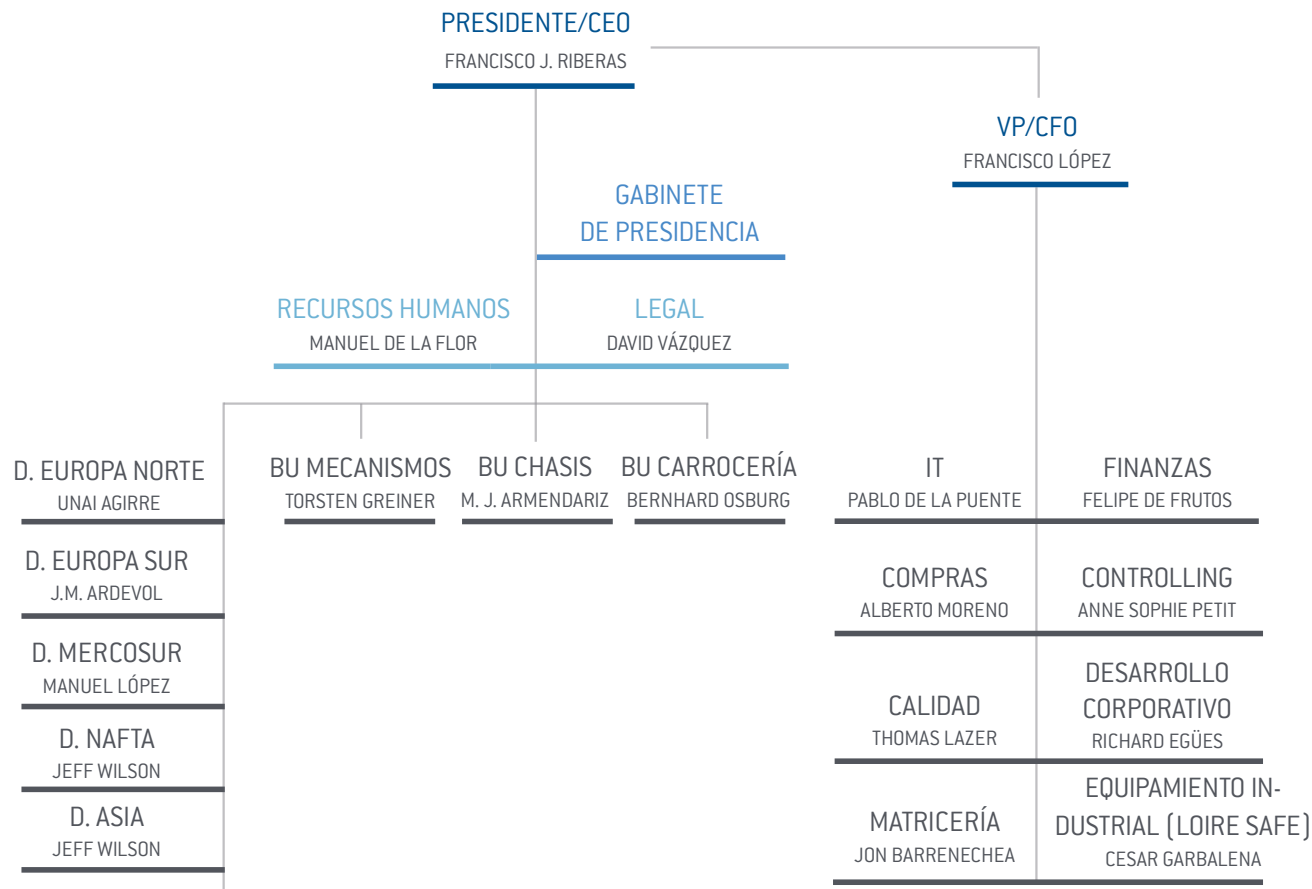 PRESIDENTE/CEO
FRANCISCO J. RIBERAS
VP/CFO
FRANCISCO LÓPEZ
GABINETE
DE PRESIDENCIA
RECURSOS HUMANOS
MANUEL DE LA FLOR
LEGAL
DAVID VÁZQUEZ
D. EUROPA NORTE
UNAI AGIRRE
D. EUROPA SUR
J.M. ARDEVOL
D. MERCOSUR
MANUEL LÓPEZ
D. NAFTA
JEFF WILSON
D. ASIA
JEFF WILSON
BU MECANISMOS
TORSTEN GREINER
BU CHASIS
M. J. ARMENDARIZ
BU CARROCERÍA
BERNHARD OSBURG
IT
PABLO DE LA PUENTE
FINANZAS
FELIPE DE FRUTOS
COMPRAS
ALBERTO MORENO
CONTROLLING
ANNE SOPHIE PETIT
CALIDAD
THOMAS LAZER
DESARROLLO
CORPORATIVO
RICHARD EGÜES
MATRICERÍA
JON BARRENECHEA
EQUIPAMIENTO IN-
DUSTRIAL (LOIRE SAFE)
CESAR GARBALENA